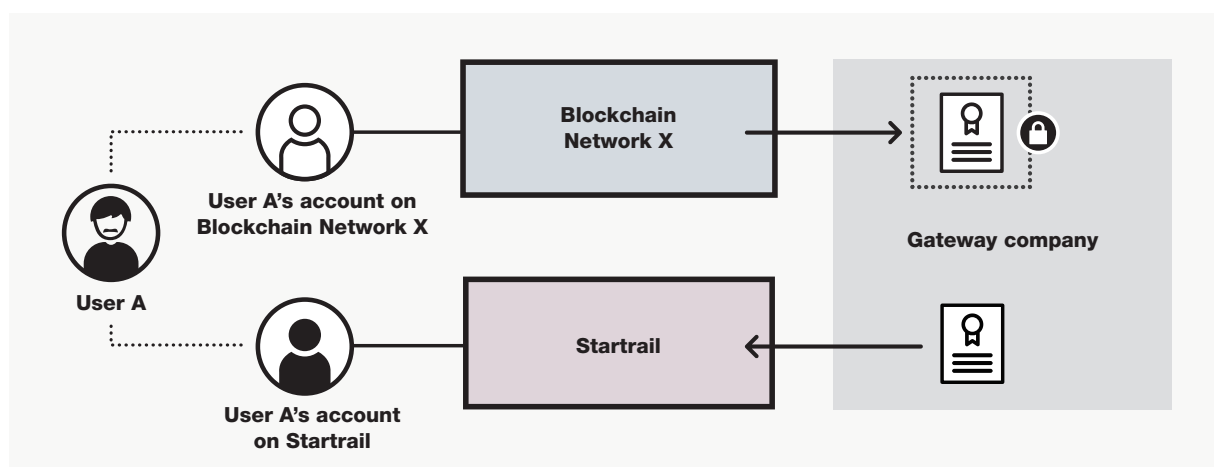 Blockchain
Network X
User A's account on
Blockchain Network X
Gateway company
User A
Startrail
User A's account
on Startrail